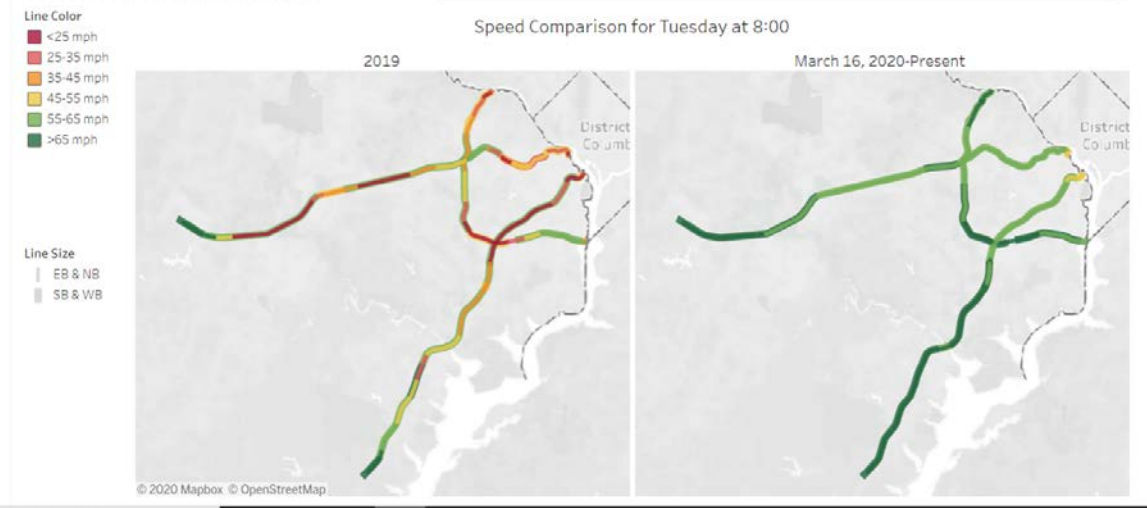 Line Color
<25 mph
25-35 mph
35-45 mph
45-55 mph
55-65 mph
>65 mph
Line Size
EB & NB
SB & WB
Speed Comparison for Tuesday at 8:00
2019
March 16, 2020-Present
District
Columb
District
Columb
© 2020 Mapbox © OpenStreetMap